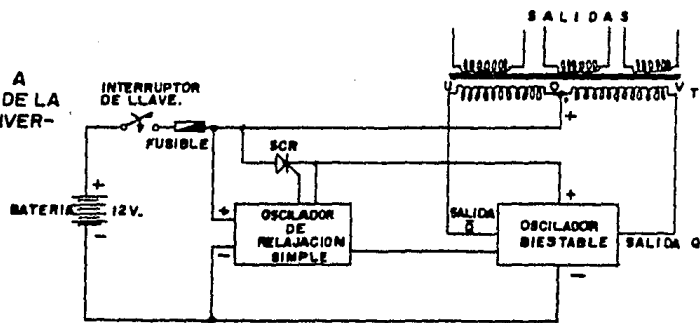 SALIDAS
A
DE LA
IVER-
INTERRUPTOR
DE LLAVE.
U
O
V
T
+
FUSIBLE
SCR
+
BATERIA
12V.
-
+
-
OSCILADOR
DE
RELAJACION
SIMPLE
SALIDA
Q̅
+
OSCILADOR
BIESTABLE
-
SALIDA Q